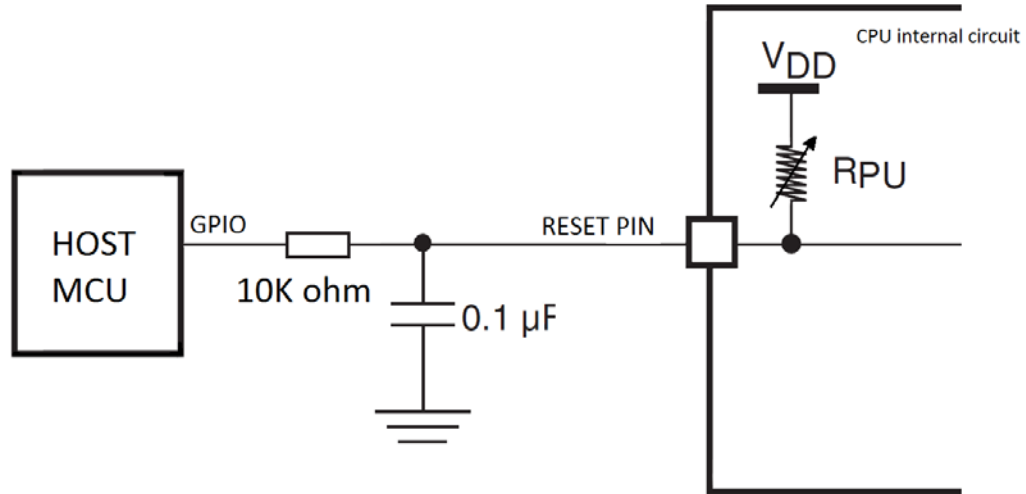 CPU internal circuit
VDD
RPU
GPIO
RESET PIN
HOST
MCU
10K ohm
0.1 µF